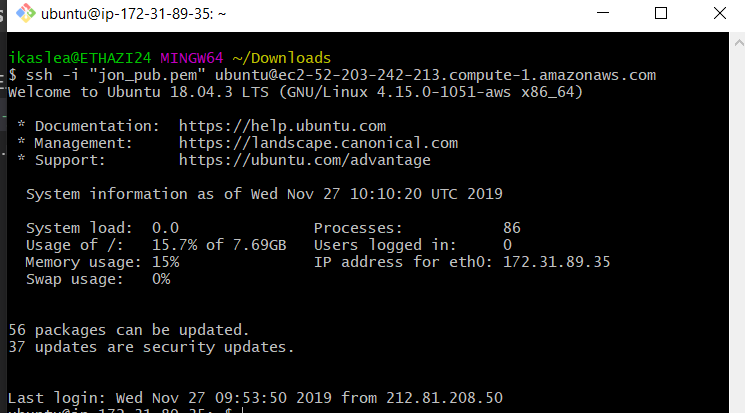 ubuntu@ip-172-31-89-35: ~
ikaslea@ETHAZI24 MINGW64 ~/Downloads
$ ssh -i "jon_pub.pem" ubuntu@ec2-52-203-242-213.compute-1.amazonaws.com
Welcome to Ubuntu 18.04.3 LTS (GNU/Linux 4.15.0-1051-aws x86_64)
* Documentation:  https://help.ubuntu.com
* Management:     https://landscape.canonical.com
* Support:        https://ubuntu.com/advantage
System information as of Wed Nov 27 10:10:20 UTC 2019
System load:  0.0               Processes:           86
Usage of /:   15.7% of 7.69GB   Users logged in:     0
Memory usage: 15%               IP address for eth0: 172.31.89.35
Swap usage:   0%
56 packages can be updated.
37 updates are security updates.
Last login: Wed Nov 27 09:53:50 2019 from 212.81.208.50
ubuntu@ip-172-31-89-35:~$